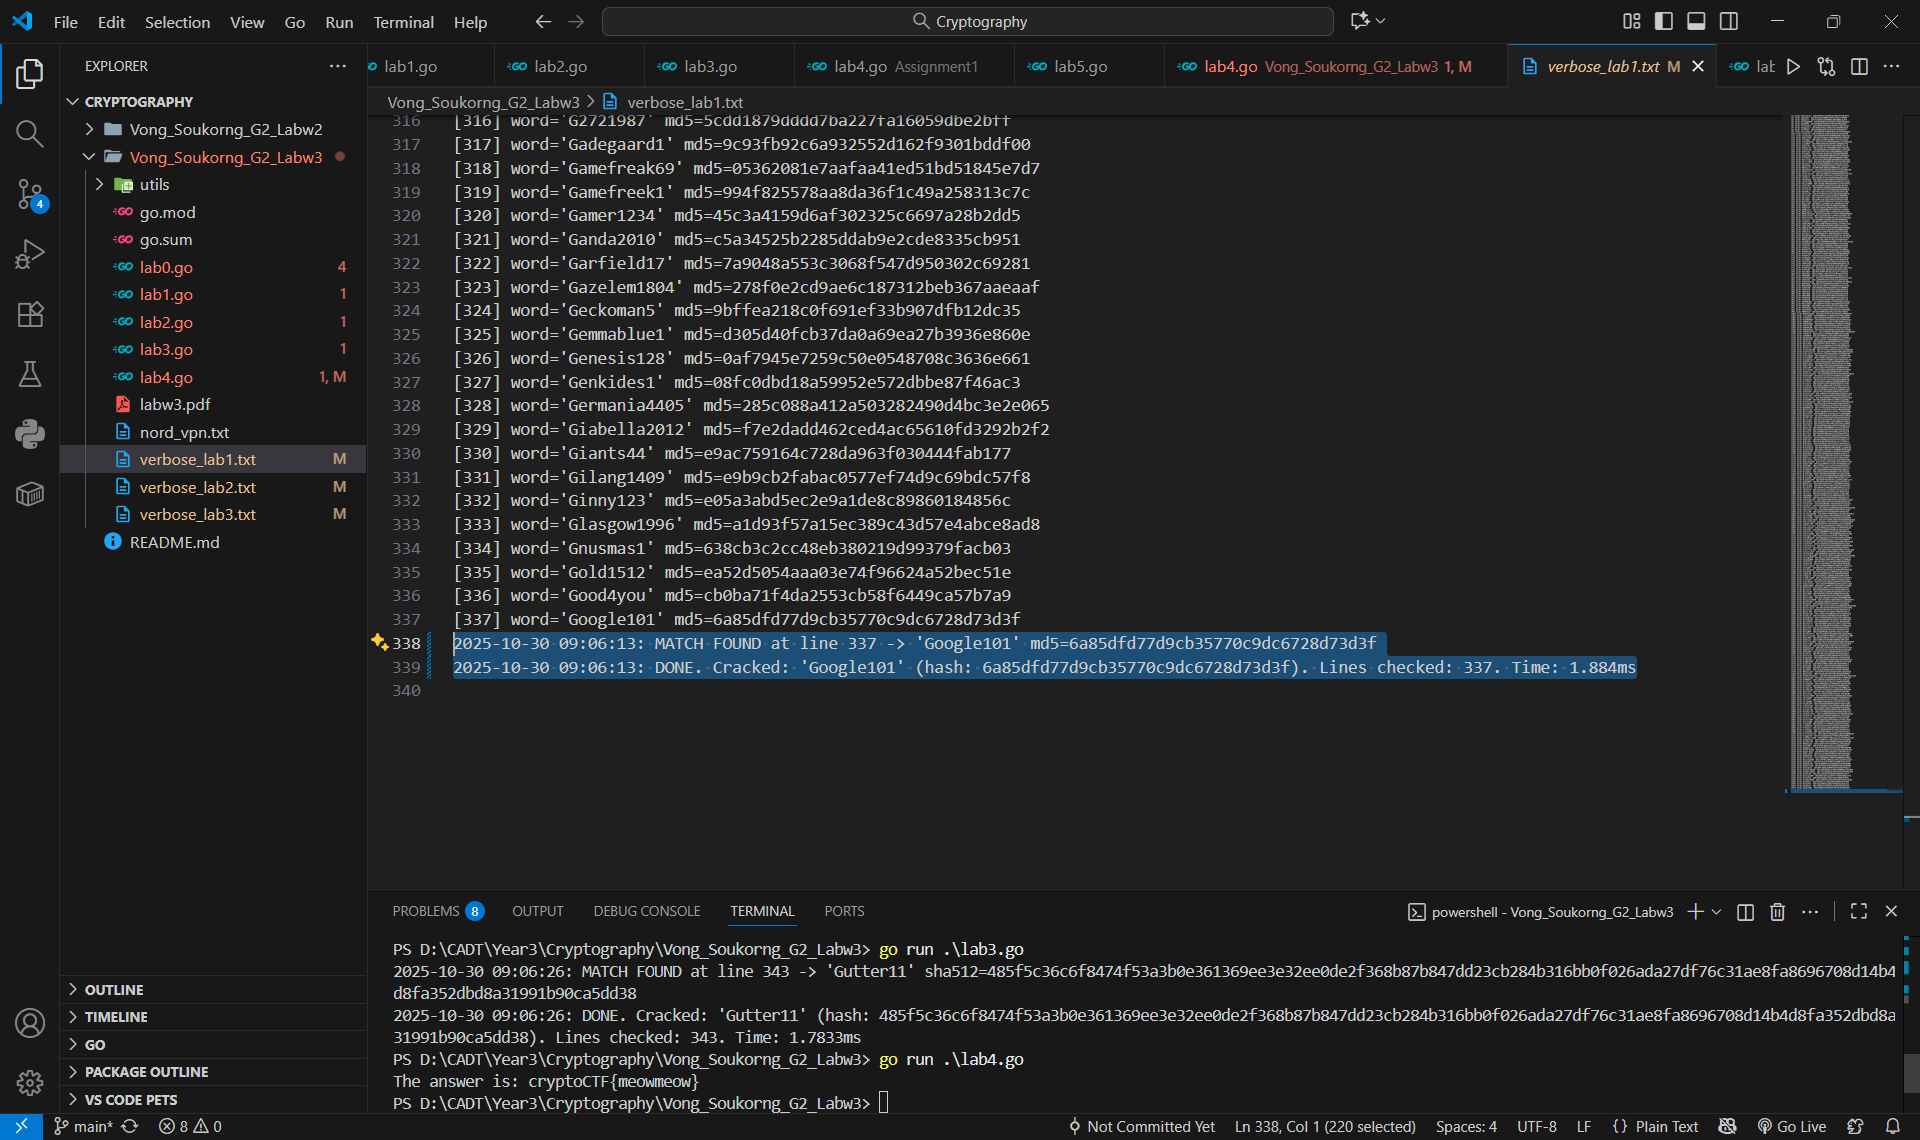 File Edit Selection View Go Run Terminal Help
Cryptography
EXPLORER
CRYPTOGRAPHY
Vong_Soukorng_G2_Labw2
Vong_Soukorng_G2_Labw3
utils
go.mod
go.sum
lab0.go 4
lab1.go 1
lab2.go 1
lab3.go 1
lab4.go 1, M
labw3.pdf
nord_vpn.txt
verbose_lab1.txt M
verbose_lab2.txt M
verbose_lab3.txt M
README.md
OUTLINE
TIMELINE
GO
PACKAGE OUTLINE
VS CODE PETS
4
lab1.go lab2.go lab3.go lab4.go Assignment1 lab5.go lab4.go Vong_Soukorng_G2_Labw3 1, M verbose_lab1.txt M lab
Vong_Soukorng_G2_Labw3 > verbose_lab1.txt
316 [316] word='G2721987' md5=5cdd1879dddd7ba227fa16059dbe2bff
317 [317] word='Gadegaard1' md5=9c93fb92c6a932552d162f9301bddf00
318 [318] word='Gamefreak69' md5=05362081e7aafaa41ed51bd51845e7d7
319 [319] word='Gamefreek1' md5=994f825578aa8da36f1c49a258313c7c
320 [320] word='Gamer1234' md5=45c3a4159d6af302325c6697a28b2dd5
321 [321] word='Ganda2010' md5=c5a34525b2285ddab9e2cde8335cb951
322 [322] word='Garfield17' md5=7a9048a553c3068f547d950302c69281
323 [323] word='Gazelem1804' md5=278f0e2cd9ae6c187312beb367aaeaaf
324 [324] word='Geckoman5' md5=9bffea218c0f691ef33b907dfb12dc35
325 [325] word='Gemmablue1' md5=d305d40fcb37da0a69ea27b3936e860e
326 [326] word='Genesis128' md5=0af7945e7259c50e0548708c3636e661
327 [327] word='Genkides1' md5=08fc0dbd18a59952e572dbbe87f46ac3
328 [328] word='Germania4405' md5=285c088a412a503282490d4bc3e2e065
329 [329] word='Giabella2012' md5=f7e2dadd462ced4ac65610fd3292b2f2
330 [330] word='Giants44' md5=e9ac759164c728da963f030444fab177
331 [331] word='Gilang1409' md5=e9b9cb2fabac0577ef74d9c69bdc57f8
332 [332] word='Ginny123' md5=e05a3abd5ec2e9a1de8c89860184856c
333 [333] word='Glasgow1996' md5=a1d93f57a15ec389c43d57e4abce8ad8
334 [334] word='Gnusmas1' md5=638cb3c2cc48eb380219d99379facb03
335 [335] word='Gold1512' md5=ea52d5054aaa03e74f96624a52bec51e
336 [336] word='Good4you' md5=cb0ba71f4da2553cb58f6449ca57b7a9
337 [337] word='Google101' md5=6a85dfd77d9cb35770c9dc6728d73d3f
338 2025-10-30 09:06:13: MATCH FOUND at line 337 -> 'Google101' md5=6a85dfd77d9cb35770c9dc6728d73d3f
339 2025-10-30 09:06:13: DONE. Cracked: 'Google101' (hash: 6a85dfd77d9cb35770c9dc6728d73d3f). Lines checked: 337. Time: 1.884ms
340
PROBLEMS 8 OUTPUT DEBUG CONSOLE TERMINAL PORTS
powershell - Vong_Soukorng_G2_Labw3
PS D:\CADT\Year3\Cryptography\Vong_Soukorng_G2_Labw3> go run .\lab3.go
2025-10-30 09:06:26: MATCH FOUND at line 343 -> 'Gutter11' sha512=485f5c36c6f8474f53a3b0e361369ee3e32ee0de2f368b87b847dd23cb284b316bb0f026ada27df76c31ae8fa8696708d14b4
d8fa352dbd8a31991b90ca5dd38
2025-10-30 09:06:26: DONE. Cracked: 'Gutter11' (hash: 485f5c36c6f8474f53a3b0e361369ee3e32ee0de2f368b87b847dd23cb284b316bb0f026ada27df76c31ae8fa8696708d14b4d8fa352dbd8a
31991b90ca5dd38). Lines checked: 343. Time: 1.7833ms
PS D:\CADT\Year3\Cryptography\Vong_Soukorng_G2_Labw3> go run .\lab4.go
The answer is: cryptoCTF{meowmeow}
PS D:\CADT\Year3\Cryptography\Vong_Soukorng_G2_Labw3>
main* 8 0 Not Committed Yet Ln 338, Col 1 (220 selected) Spaces: 4 UTF-8 LF {} Plain Text Go Live